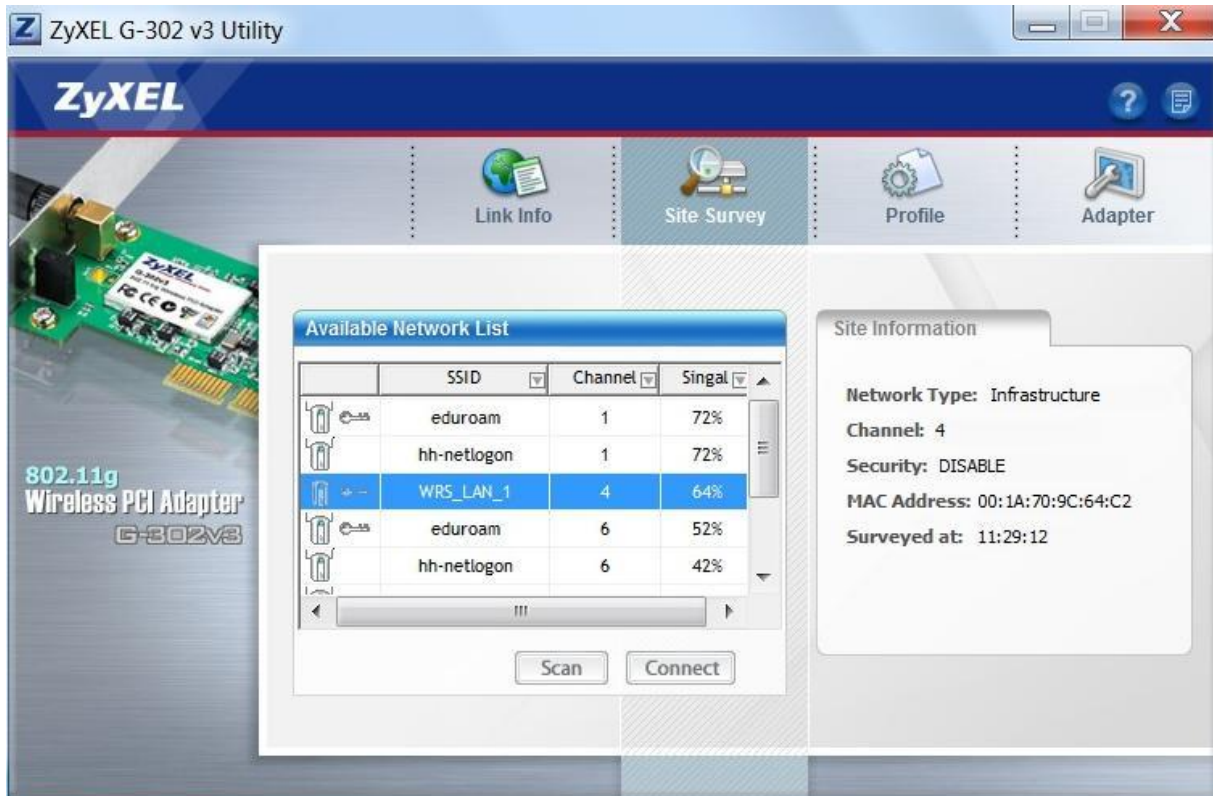 ZyXEL G-302 v3 Utility
ZyXEL
Link Info
Site Survey
Profile
Adapter
ZyXEL
G-302v3
802.11g
Wireless PCI Adapter
G-302V3
Available Network List
SSID Channel Singal
eduroam 1 72%
hh-netlogon 1 72%
WRS_LAN_1 4 64%
eduroam 6 52%
hh-netlogon 6 42%
Scan Connect
Site Information
Network Type: Infrastructure
Channel: 4
Security: DISABLE
MAC Address: 00:1A:70:9C:64:C2
Surveyed at: 11:29:12